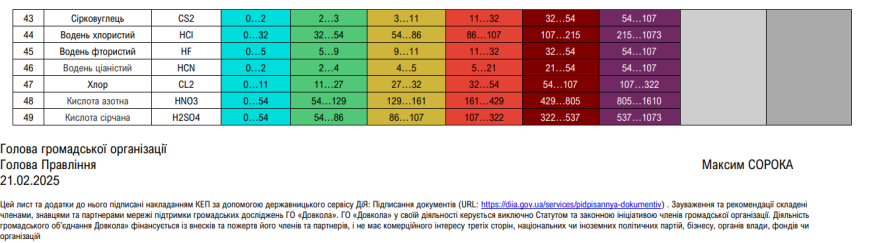 43 Сірковуглець CS2 0…2 2…3 3…11 11…32 32…54 54…107
44 Водень хлористий HCl 0…32 32…54 54…86 86…107 107…215 215…1073
45 Водень фтористий HF 0…5 5…9 9…11 11…32 32…54 54…107
46 Водень ціаністий HCN 0…2 2…4 4…5 5…21 21…54 54…107
47 Хлор CL2 0…11 11…27 27…32 32…54 54…107 107…322
48 Кислота азотна HNO3 0…54 54…129 129…161 161…429 429…805 805…1610
49 Кислота сірчана H2SO4 0…54 54…86 86…107 107…322 322…537 537…1073
Голова громадської організації
Голова Правління Максим СОРОКА
21.02.2025
Цей лист та додатки до нього підписані накладанням КЕП за допомогою державницького сервісу Дія: Підписання документів (URL: https://diia.gov.ua/services/pidpisannya-dokumentiv) . Зауваження та рекомендації складені
членами, знавцями та партнерами мережі підтримки громадських досліджень ГО «Довкола». ГО «Довкола» у своїй діяльності керується виключно Статутом та законною ініціативою членів громадської організації. Діяльність
громадського об'єднання Довкола» фінансується із внесків та пожертв його членів та партнерів, і не має комерційного інтересу третіх сторін, національних чи іноземних політичних партій, бізнесу, органів влади, фондів чи
організацій